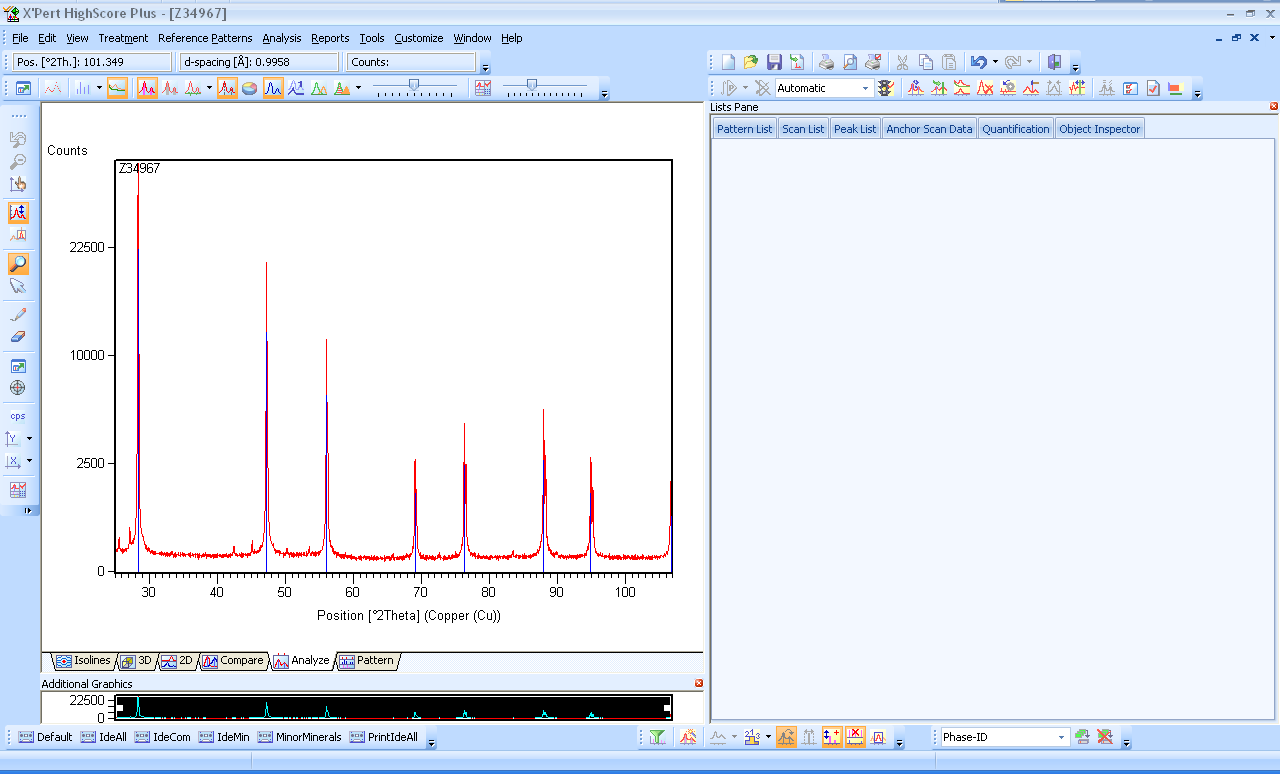 X'Pert HighScore Plus - [Z34967]
File Edit View Treatment Reference Patterns Analysis Reports Tools Customize Window Help
Pos. [°2Th.]: 101.349 d-spacing [Å]: 0.9958 Counts:
Automatic
Lists Pane
Pattern List Scan List Peak List Anchor Scan Data Quantification Object Inspector
Counts
Z34967
22500
10000
2500
0
30 40 50 60 70 80 90 100
Position [°2Theta] (Copper (Cu))
cps
Isolines 3D 2D Compare Analyze Pattern
Additional Graphics
22500
0
Default IdeAll IdeCom IdeMin MinorMinerals PrintIdeAll
Phase-ID